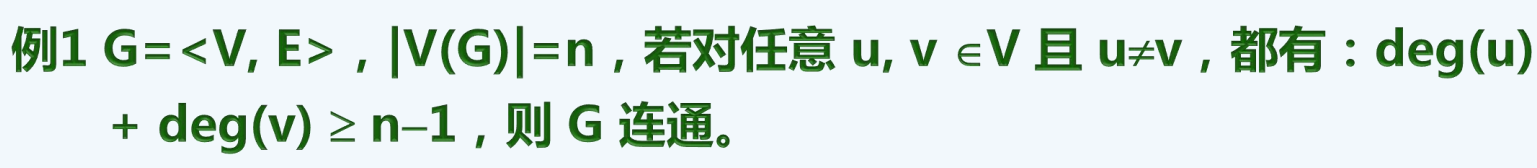 例1 G=<V, E>，|V(G)|=n，若对任意 u, v ∈V 且 u≠v，都有：deg(u)
+ deg(v) ≥ n–1，则 G 连通。